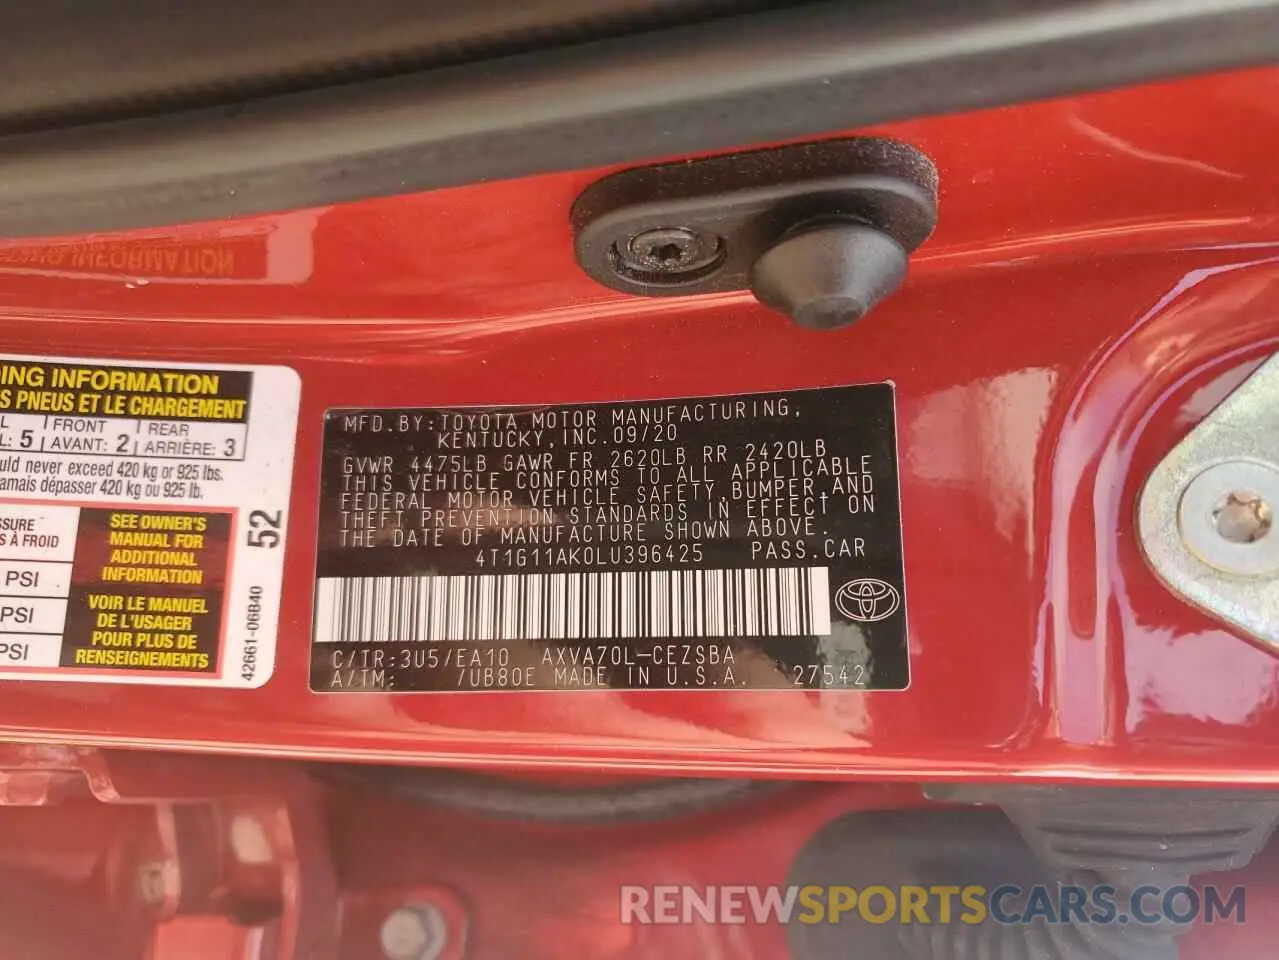 DING INFORMATION
S PNEUS ET LE CHARGEMENT
L FRONT REAR
L: 5 AVANT: 2 ARRIÈRE: 3
uld never exceed 420 kg or 925 lbs.
amais dépasser 420 kg ou 925 lb.
SSURE
S À FROID
PSI
PSI
PSI
SEE OWNER'S
MANUAL FOR
ADDITIONAL
INFORMATION
VOIR LE MANUEL
DE L'USAGER
POUR PLUS DE
RENSEIGNEMENTS
52
42661-06B40
MFD.BY:TOYOTA MOTOR MANUFACTURING,
KENTUCKY,INC.09/20
GVWR 4475LB GAWR FR 2620LB RR 2420LB
THIS VEHICLE CONFORMS TO ALL APPLICABLE
FEDERAL MOTOR VEHICLE SAFETY,BUMPER,AND
THEFT PREVENTION STANDARDS IN EFFECT ON
THE DATE OF MANUFACTURE SHOWN ABOVE.
4T1G11AK0LU396425 PASS.CAR
C/TR:3U5/EA10 AXVA70L-CEZSBA
A/TM: /UB80E MADE IN U.S.A. 27542
RENEWSPORTSCARS.COM